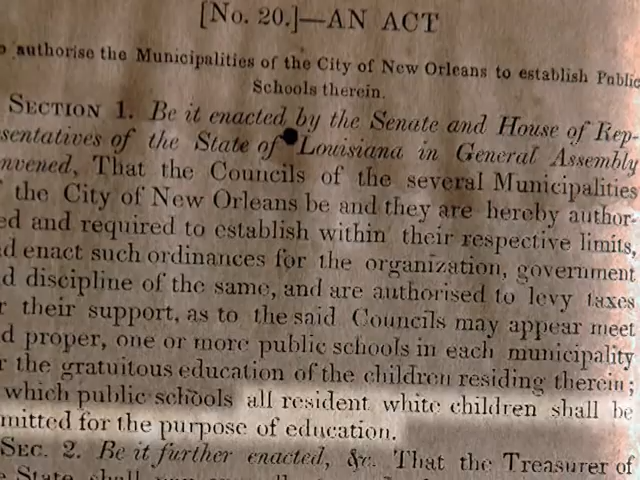 [No. 20.]—AN ACT
o authorise the Municipalities of the City of New Orleans to establish Public
Schools therein.
SECTION 1. Be it enacted by the Senate and House of Rep-
sentatives of the State of Louisiana in General Assembly
nvened, That the Councils of the several Municipalities
the City of New Orleans be and they are hereby author-
ed and required to establish within their respective limits,
d enact such ordinances for the organization, government
d discipline of the same, and are authorised to levy taxes
r their support, as to the said Councils may appear meet
d proper, one or more public schools in each municipality
r the gratuitous education of the children residing therein;
which public schools all resident white children shall be
mitted for the purpose of education.
SEC. 2. Be it further enacted, &c. That the Treasurer of
State shall